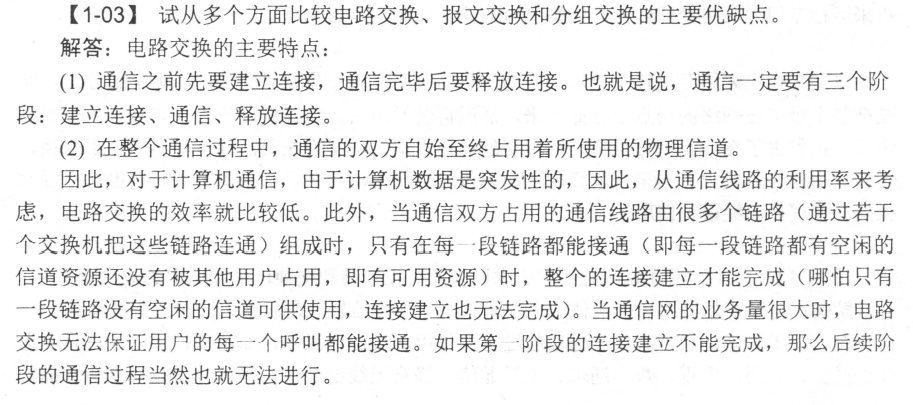 【1-03】 试从多个方面比较电路交换、报文交换和分组交换的主要优缺点。
解答：电路交换的主要特点：
(1) 通信之前先要建立连接，通信完毕后要释放连接。也就是说，通信一定要有三个阶
段：建立连接、通信、释放连接。
(2) 在整个通信过程中，通信的双方自始至终占用着所使用的物理信道。
因此，对于计算机通信，由于计算机数据是突发性的，因此，从通信线路的利用率来考
虑，电路交换的效率就比较低。此外，当通信双方占用的通信线路由很多个链路（通过若干
个交换机把这些链路连通）组成时，只有在每一段链路都能接通（即每一段链路都有空闲的
信道资源还没有被其他用户占用，即有可用资源）时，整个的连接建立才能完成（哪怕只有
一段链路没有空闲的信道可供使用，连接建立也无法完成）。当通信网的业务量很大时，电路
交换无法保证用户的每一个呼叫都能接通。如果第一阶段的连接建立不能完成，那么后续阶
段的通信过程当然也就无法进行。